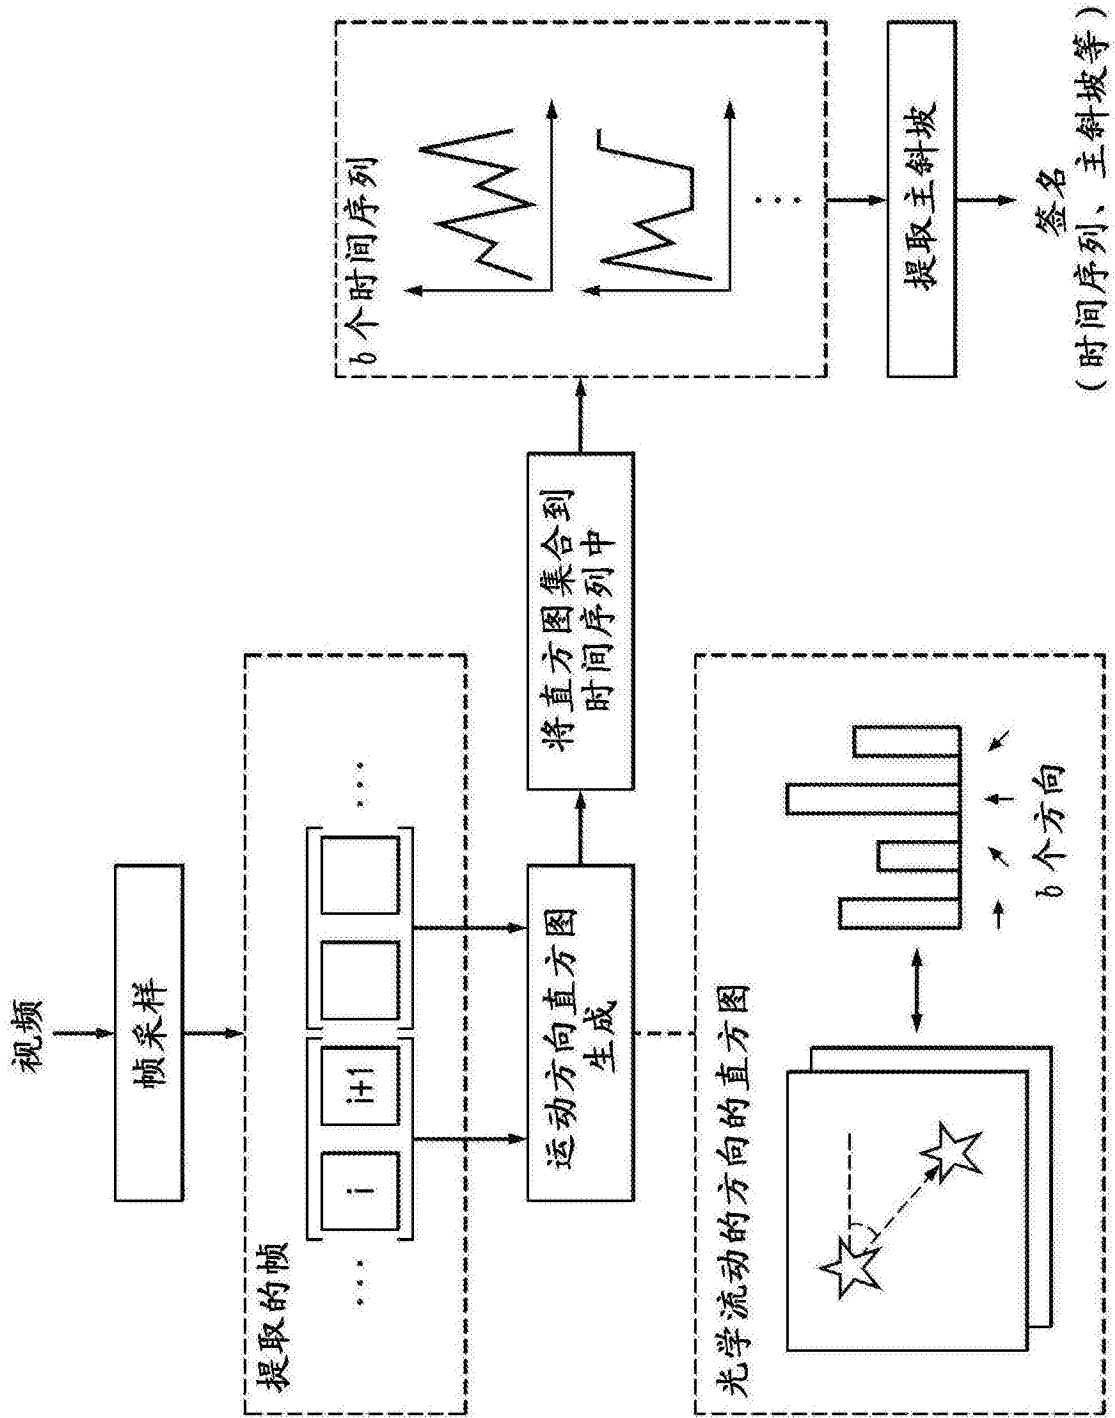 视频
帧采样
提取的帧
i
i+1
运动方向直方图
生成
光学流动的方向的直方图
b个方向
将直方图集合到
时间序列中
b个时间序列
提取主斜坡
签名
(时间序列、主斜坡等)